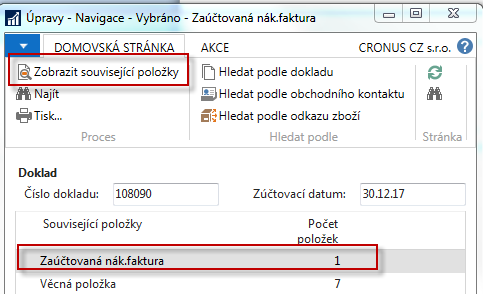 Úpravy - Navigace - Vybráno - Zaúčtovaná nák.faktura
DOMOVSKÁ STRÁNKA AKCE CRONUS CZ s.r.o. ?
Zobrazit související položky Hledat podle dokladu
Najít Hledat podle obchodního kontaktu
Tisk... Hledat podle odkazu zboží
Proces Hledat podle Stránka
Doklad
Číslo dokladu: 108090 Zúčtovací datum: 30.12.17
Související položky Počet
položek
Zaúčtovaná nák.faktura 1
Věcná položka 7